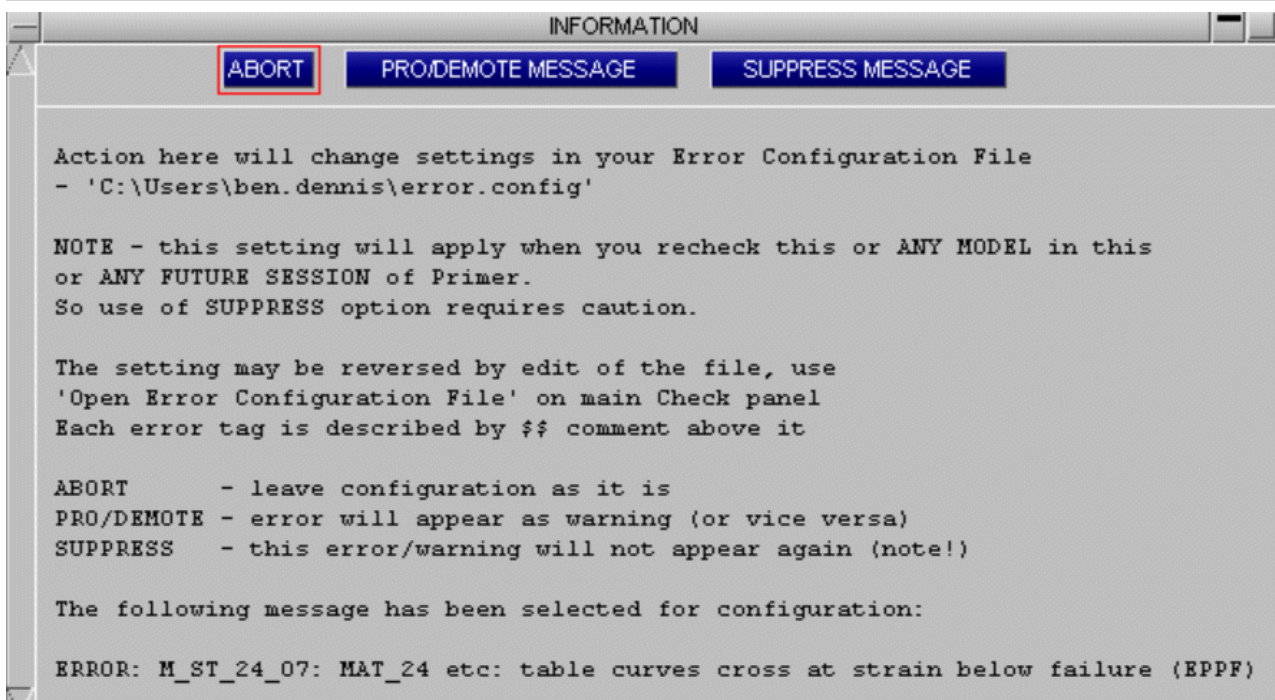 INFORMATION
ABORT PRO/DEMOTE MESSAGE SUPPRESS MESSAGE
Action here will change settings in your Error Configuration File
- 'C:\Users\ben.dennis\error.config'
NOTE - this setting will apply when you recheck this or ANY MODEL in this
or ANY FUTURE SESSION of Primer.
So use of SUPPRESS option requires caution.
The setting may be reversed by edit of the file, use
'Open Error Configuration File' on main Check panel
Each error tag is described by $$ comment above it
ABORT - leave configuration as it is
PRO/DEMOTE - error will appear as warning (or vice versa)
SUPPRESS - this error/warning will not appear again (note!)
The following message has been selected for configuration:
ERROR: M_ST_24_07: MAT_24 etc: table curves cross at strain below failure (EPPF)